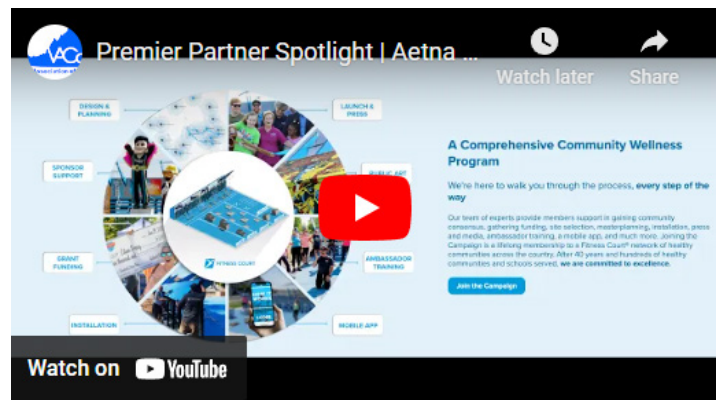 Premier Partner Spotlight | Aetna ...
Watch later
Share
DESIGN &
PLANNING
LAUNCH &
PRESS
SPONSOR
SUPPORT
PUBLIC ART
GRANT
FUNDING
FITNESS COURT
AMBASSADOR
TRAINING
INSTALLATION
MOBILE APP
A Comprehensive Community Wellness
Program
We're here to walk you through the process, every step of the
way
Our team of experts provide members support in gaining community
consensus, gathering funding, site selection, masterplanning, installation, press
and media, ambassador training, a mobile app, and much more. Joining the
Campaign is a lifelong membership to a Fitness Court® network of healthy
communities across the country. After 40 years and hundreds of healthy
communities and schools served, we are committed to excellence.
Join the Campaign
Watch on YouTube